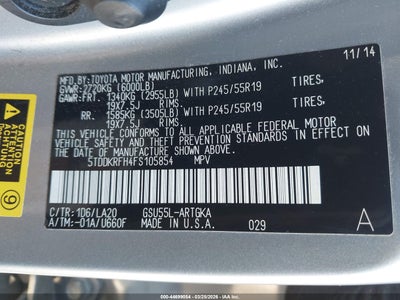 MFD.BY:TOYOTA MOTOR MANUFACTURING, INDIANA, INC. 11/14
GVWR:2720KG (6000LB)
GAWR:FRT. 1340KG (2955LB)WITH P245/55R19 TIRES,
19X7.5J RIMS.
RR. 1585KG (3505LB)WITH P245/55R19 TIRES,
19X7.5J RIMS.
THIS VEHICLE CONFORMS TO ALL APPLICABLE FEDERAL MOTOR
VEHICLE SAFETY AND THEFT PREVENTION STANDARDS IN EFFECT
ON THE DATE OF MANUFACTURE SHOWN ABOVE.
5TDDKRFH4FS105854 MPV
C/TR:1D6/LA20 GSU55L-ARTGKA
A/TM:-01A/U660F MADE IN U.S.A. 029 A
9